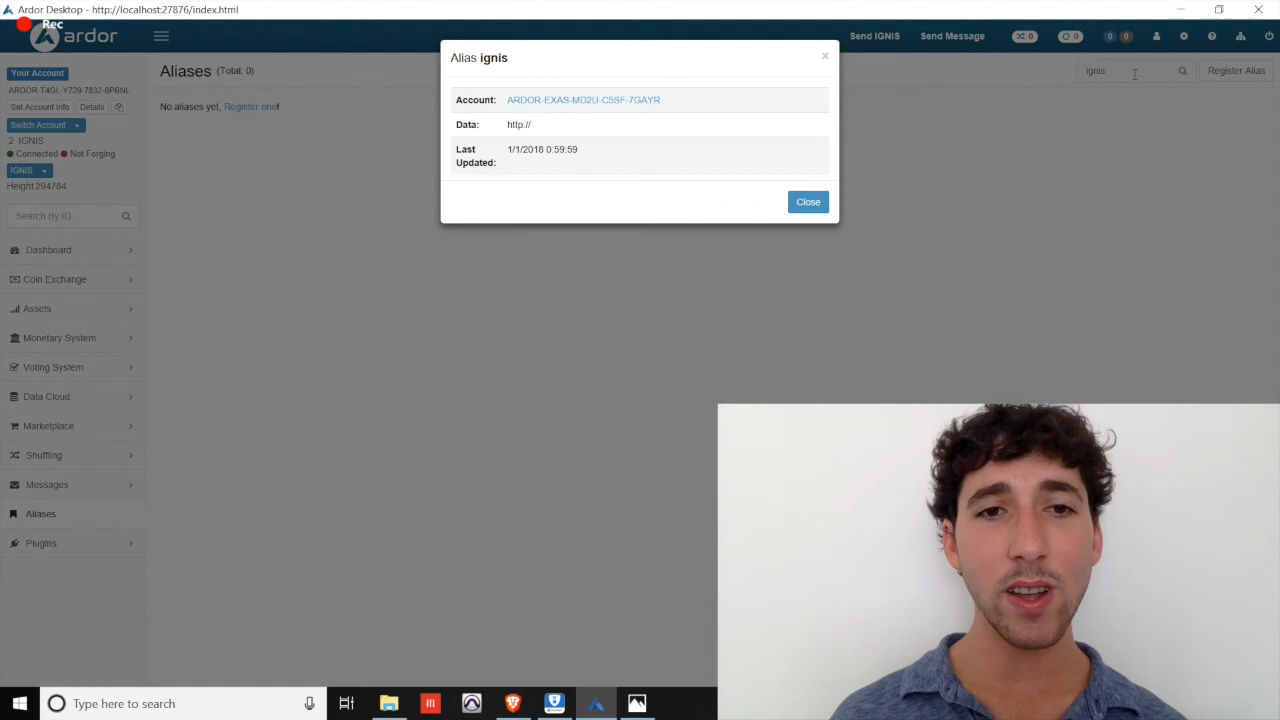 Ardor Desktop - http://localhost:27876/index.html
Rec
ardor
Send IGNIS
Send Message
0
0
0
0
Your Account
ARDOR-T4GL-Y729-7832-6PBNL
Set Account Info
Details
Switch Account
2 IGNIS
Connected
Not Forging
IGNIS
Height 294784
Search By ID...
Dashboard
Coin Exchange
Assets
Monetary System
Voting System
Data Cloud
Marketplace
Shuffling
Messages
Aliases
Plugins
Aliases (Total: 0)
ignis
Register Alias
No aliases yet, Register one!
Alias ignis
×
Account: ARDOR-EXAS-MD2U-C5SF-7GAYR
Data: http://
Last 1/1/2018 0:59:59
Updated:
Close
Type here to search